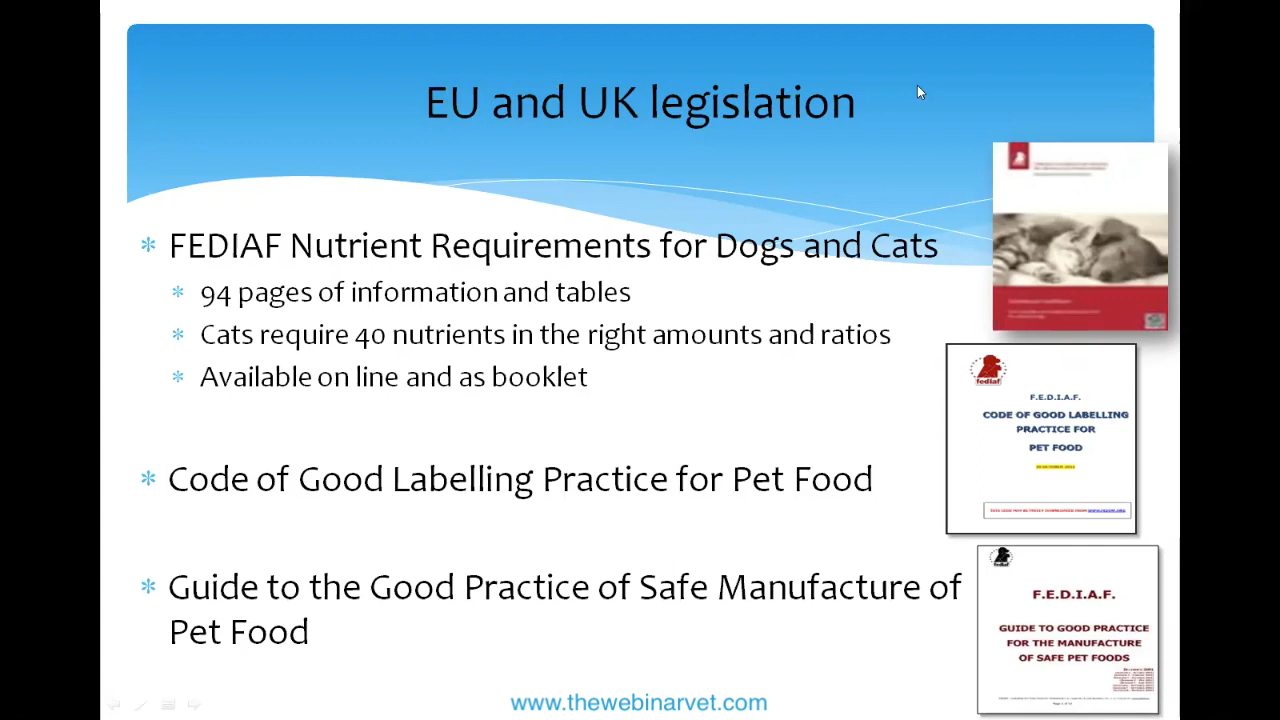 EU and UK legislation
* FEDIAF Nutrient Requirements for Dogs and Cats
* 94 pages of information and tables
* Cats require 40 nutrients in the right amounts and ratios
* Available on line and as booklet
* Code of Good Labelling Practice for Pet Food
* Guide to the Good Practice of Safe Manufacture of
Pet Food
fediaf
F.E.D.I.A.F.
CODE OF GOOD LABELLING
PRACTICE FOR
PET FOOD
fediaf
F.E.D.I.A.F.
GUIDE TO GOOD PRACTICE
FOR THE MANUFACTURE
OF SAFE PET FOODS
www.thewebinarvet.com